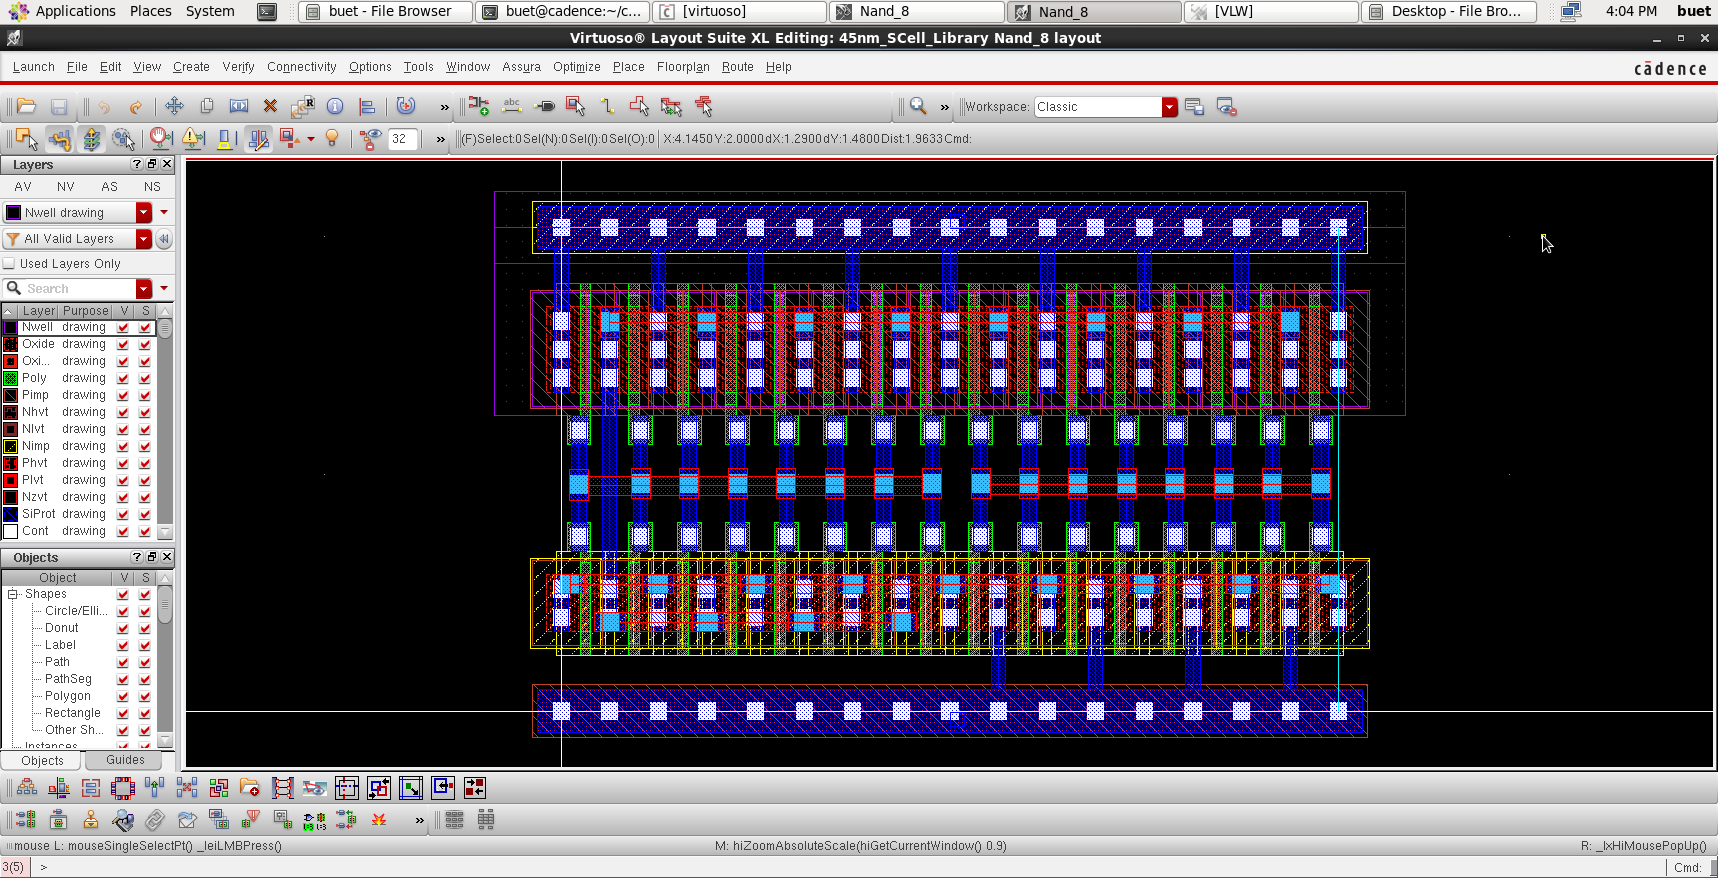 Applications Places System buet - File Browser buet@cadence:~/c... [virtuoso] Nand_8 Nand_8 [VLW] Desktop - File Bro... 4:04 PM buet
Virtuoso® Layout Suite XL Editing: 45nm_SCell_Library Nand_8 layout
Launch File Edit View Create Verify Connectivity Options Tools Window Assura Optimize Place Floorplan Route Help
cādence
» » Workspace: Classic
32 » (F)Select:0 Sel(N):0 Sel(I):0 Sel(O):0 X:4.1450 Y:2.0000 dX:1.2900 dY:1.4800 Dist:1.9633 Cmd:
Layers
AV NV AS NS
Nwell drawing
All Valid Layers
Used Layers Only
Search
Layer Purpose V S
Nwell drawing
Oxide drawing
Oxi... drawing
Poly drawing
Pimp drawing
Nhvt drawing
Nlvt drawing
Nimp drawing
Phvt drawing
Plvt drawing
Nzvt drawing
SiProt drawing
Cont drawing
Objects
Object V S
Shapes
Circle/Elli...
Donut
Label
Path
PathSeg
Polygon
Rectangle
Other Sh...
Instances
Objects Guides
»
mouse L: mouseSingleSelectPt() _leiLMBPress() M: hiZoomAbsoluteScale(hiGetCurrentWindow() 0.9) R: _lxHiMousePopUp()
3(5) > Cmd: